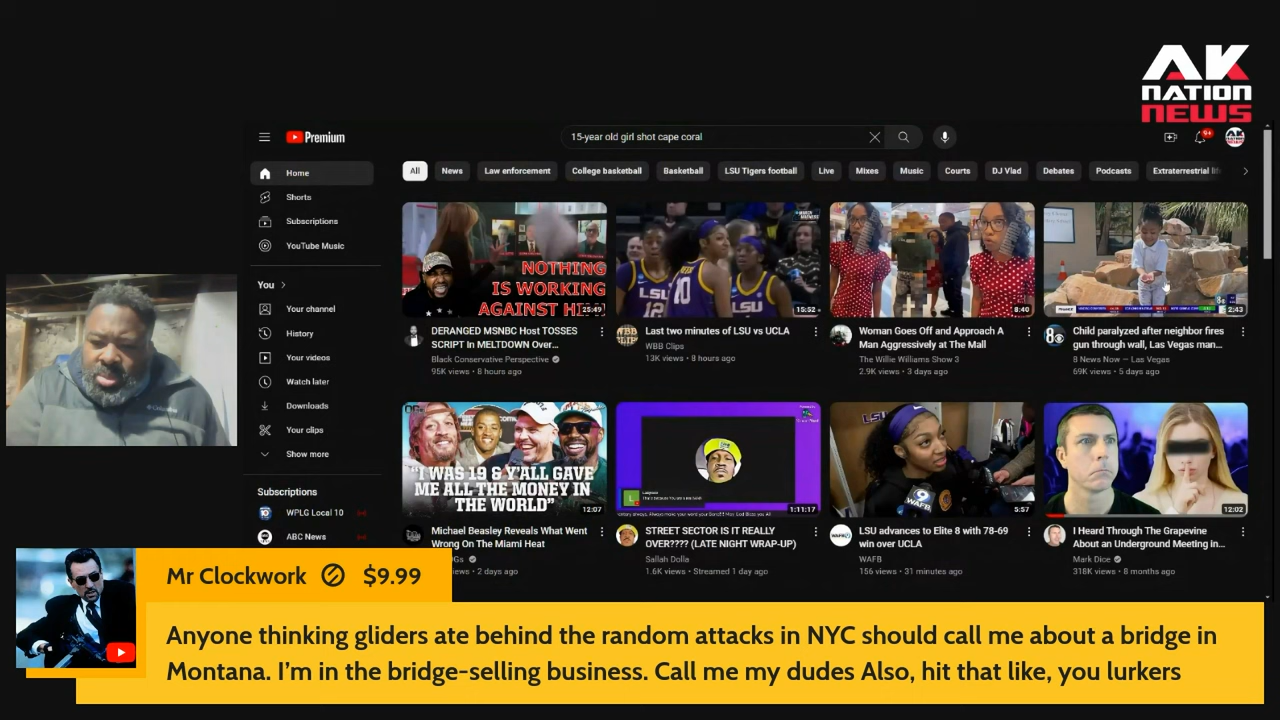 AK
NATION
NEWS
Premium
15-year old girl shot cape coral
9+
All
News
Law enforcement
College basketball
Basketball
LSU Tigers football
Live
Mixes
Music
Courts
DJ Vlad
Debates
Podcasts
Extraterrestrial
Home
Shorts
Subscriptions
YouTube Music
You
Your channel
History
Your videos
Watch later
Downloads
Your clips
Show more
Subscriptions
WPLG Local 10
ABC News
NOTHING
IS WORKING
AGAINST
25:49
DERANGED MSNBC Host TOSSES
SCRIPT In MELTDOWN Over...
Black Conservative Perspective
95K views • 8 hours ago
LSU
10
LSU
15:52
Last two minutes of LSU vs UCLA
WBB Clips
13K views • 8 hours ago
8:40
Woman Goes Off and Approach A
Man Aggressively at The Mall
The Willie Williams Show 3
2.9K views • 3 days ago
2:43
Child paralyzed after neighbor fires
gun through wall, Las Vegas man...
8 News Now — Las Vegas
69K views • 5 days ago
"I WAS 19 & Y'ALL GAVE
ME ALL THE MONEY IN
THE WORLD"
12:07
Michael Beasley Reveals What Went
Wrong On The Miami Heat
OGs
views • 2 days ago
1:11:17
STREET SECTOR IS IT REALLY
OVER???? (LATE NIGHT WRAP-UP)
Sallah Dolla
1.6K views • Streamed 1 day ago
LSU
9
WAFB
5:57
LSU advances to Elite 8 with 78-69
win over UCLA
WAFB
156 views • 31 minutes ago
12:02
I Heard Through The Grapevine
About an Underground Meeting in...
Mark Dice
318K views • 8 months ago
Columbia
Mr Clockwork
$9.99
Anyone thinking gliders ate behind the random attacks in NYC should call me about a bridge in
Montana. I'm in the bridge-selling business. Call me my dudes Also, hit that like, you lurkers